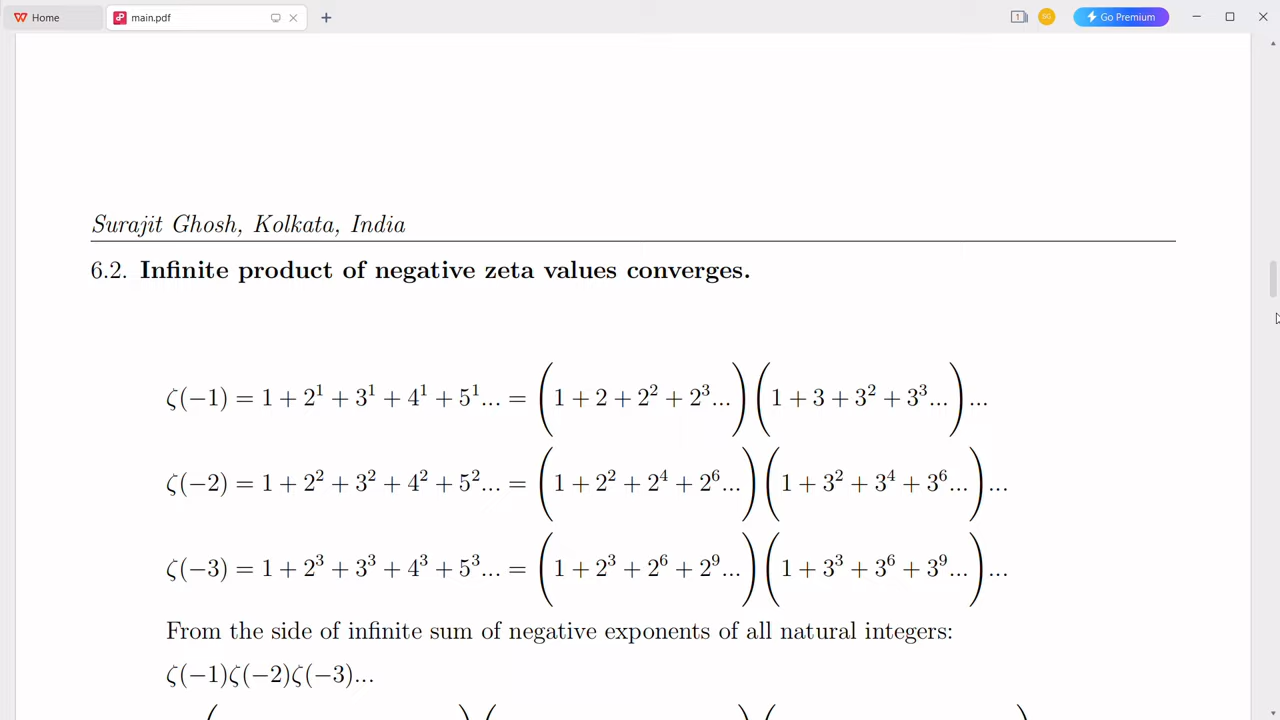 Home
main.pdf
1
SG
Go Premium
Surajit Ghosh, Kolkata, India
6.2. Infinite product of negative zeta values converges.
ζ(−1) = 1 + 2¹ + 3¹ + 4¹ + 5¹... = (1 + 2 + 2² + 2³...)(1 + 3 + 3² + 3³...)...
ζ(−2) = 1 + 2² + 3² + 4² + 5²... = (1 + 2² + 2⁴ + 2⁶...)(1 + 3² + 3⁴ + 3⁶...)...
ζ(−3) = 1 + 2³ + 3³ + 4³ + 5³... = (1 + 2³ + 2⁶ + 2⁹...)(1 + 3³ + 3⁶ + 3⁹...)...
From the side of infinite sum of negative exponents of all natural integers:
ζ(−1)ζ(−2)ζ(−3)...